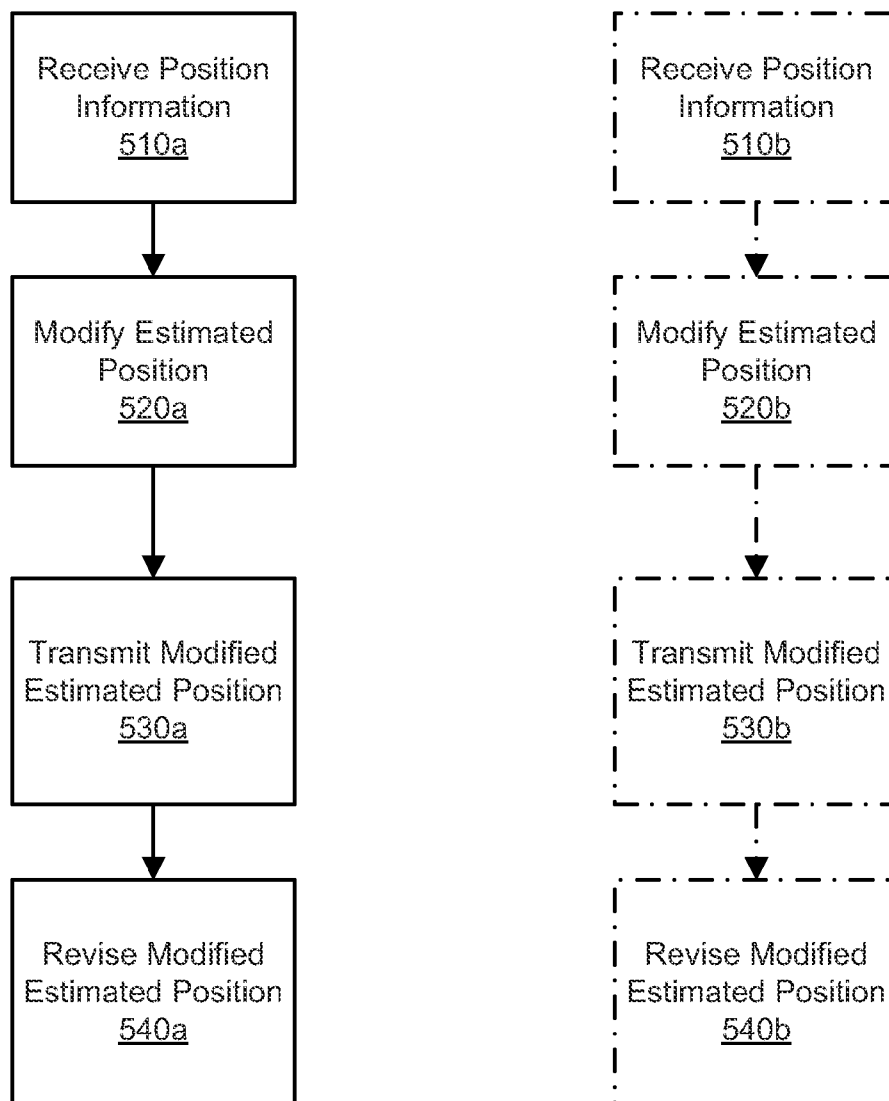 Receive Position
Information
510a
Modify Estimated
Position
520a
Transmit Modified
Estimated Position
530a
Revise Modified
Estimated Position
540a
Receive Position
Information
510b
Modify Estimated
Position
520b
Transmit Modified
Estimated Position
530b
Revise Modified
Estimated Position
540b